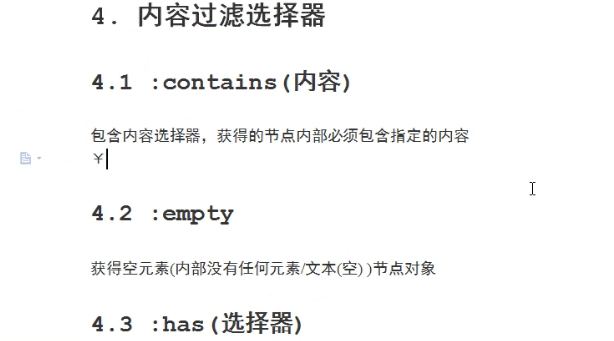 4. 内容过滤选择器
4.1 :contains(内容)
包含内容选择器，获得的节点内部必须包含指定的内容
￥
4.2 :empty
获得空元素(内部没有任何元素/文本(空) )节点对象
4.3 :has(选择器)